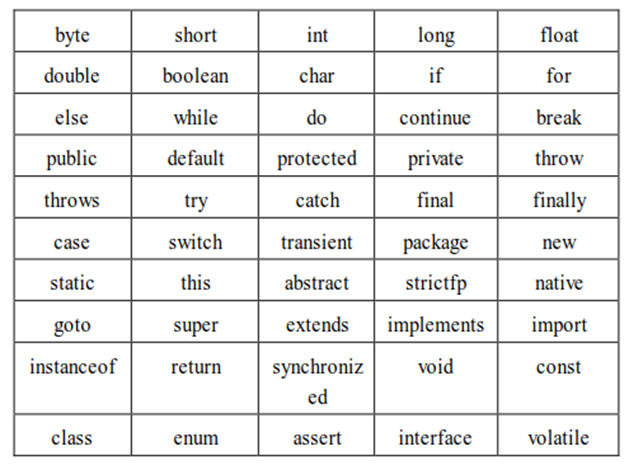 byte short int long float
double boolean char if for
else while do continue break
public default protected private throw
throws try catch final finally
case switch transient package new
static this abstract strictfp native
goto super extends implements import
instanceof return synchroniz void const
ed
class enum assert interface volatile